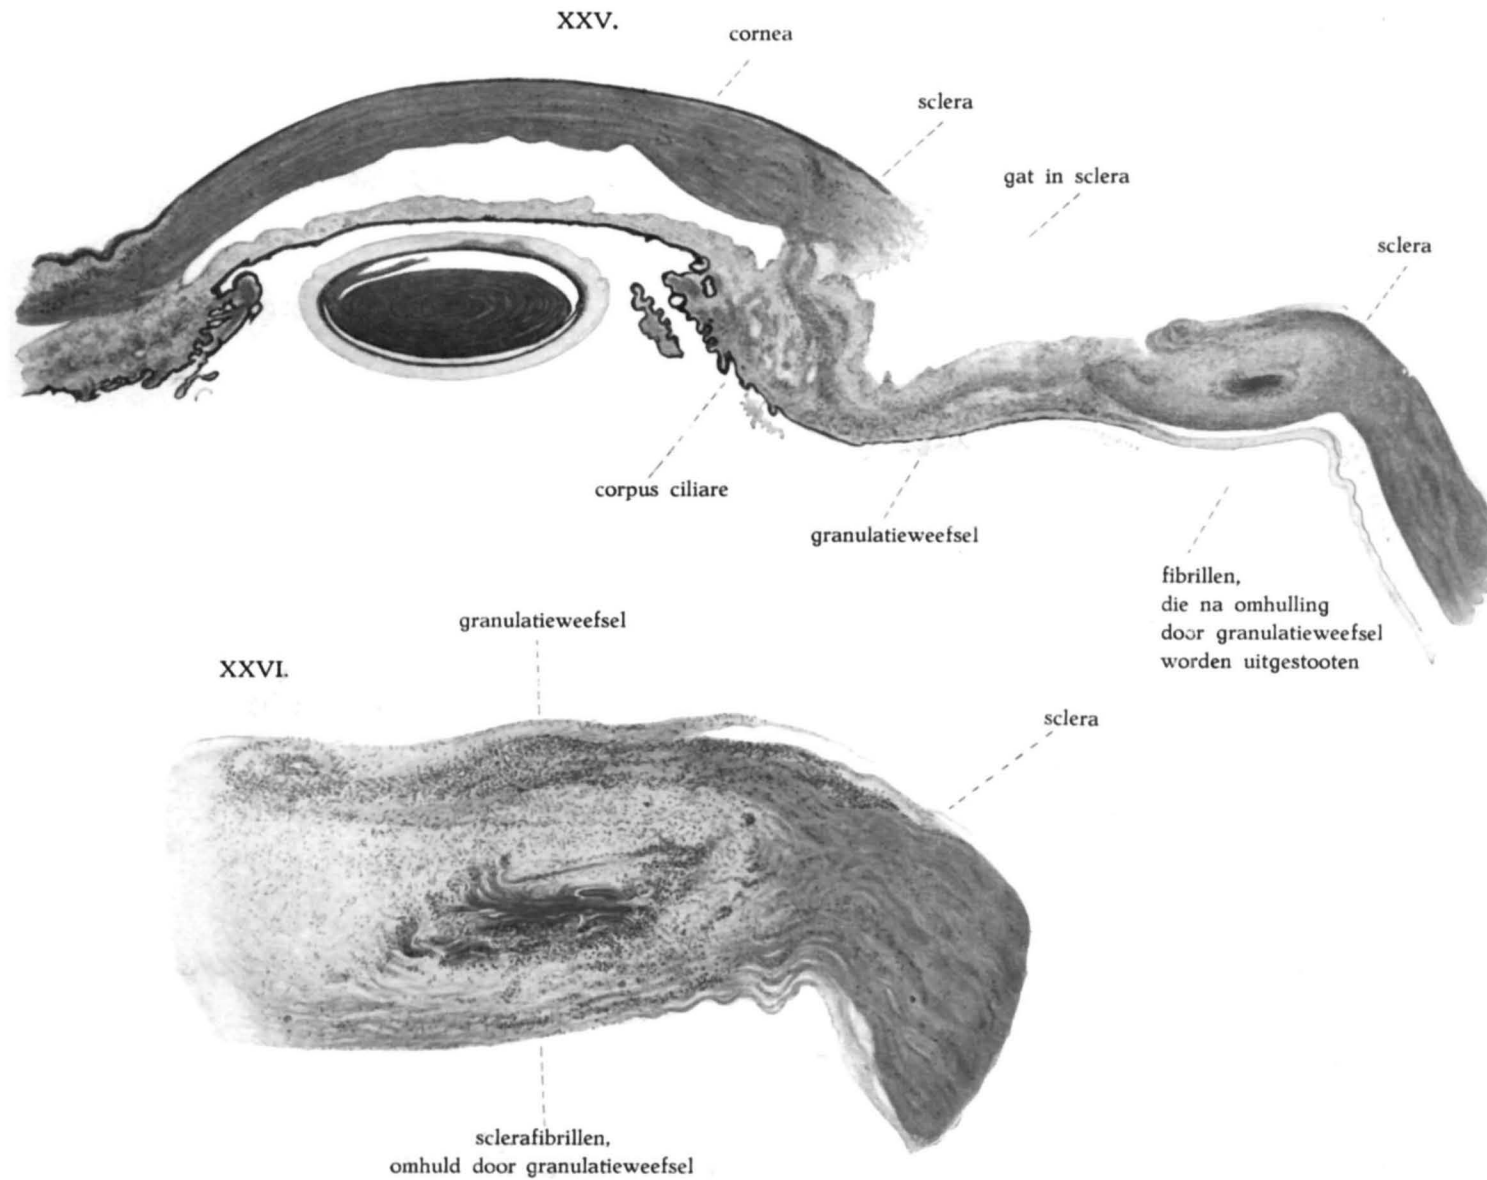 XXV.
cornea
sclera
gat in sclera
sclera
corpus ciliare
granulatieweefsel
fibrillen,
die na omhulling
door granulatieweefsel
worden uitgestooten
granulatieweefsel
XXVI.
sclera
sclerafibrillen,
omhuld door granulatieweefsel